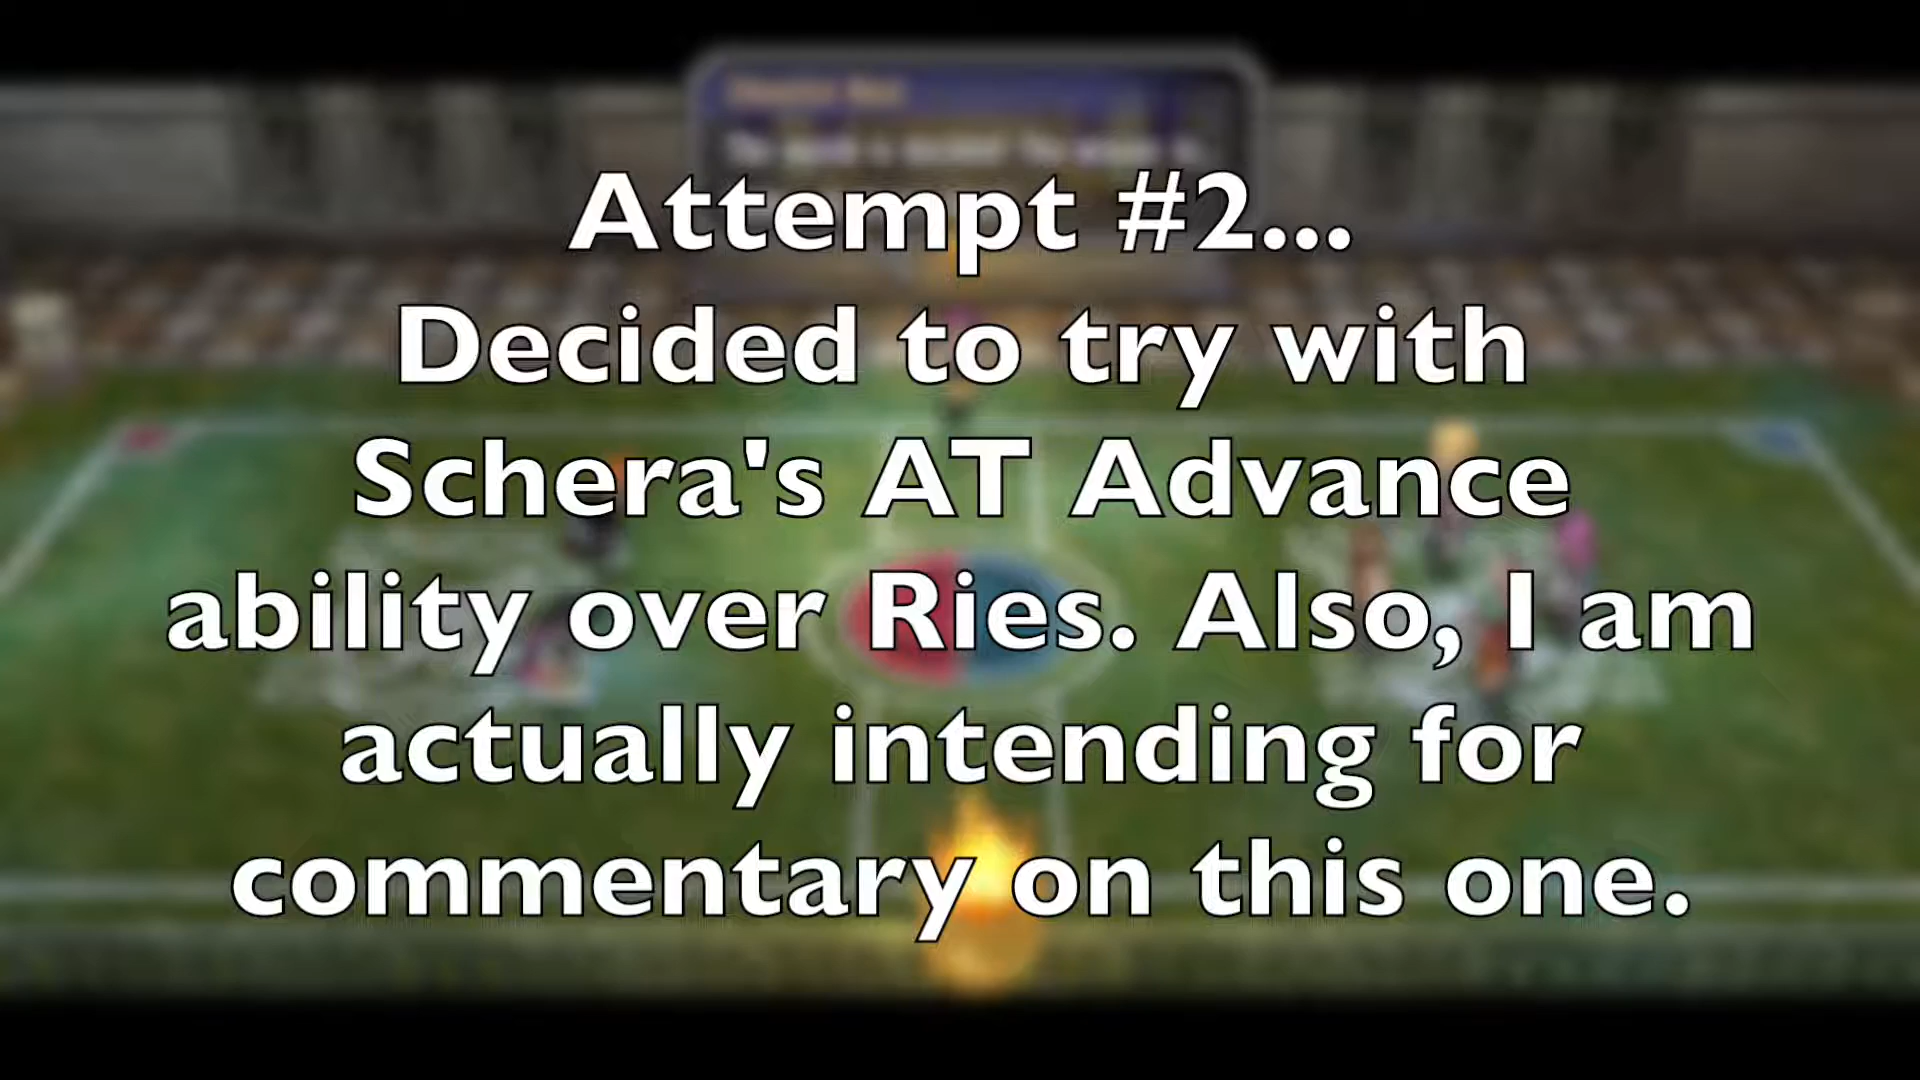 Attempt #2...
Decided to try with
Schera's AT Advance
ability over Ries. Also, I am
actually intending for
commentary on this one.